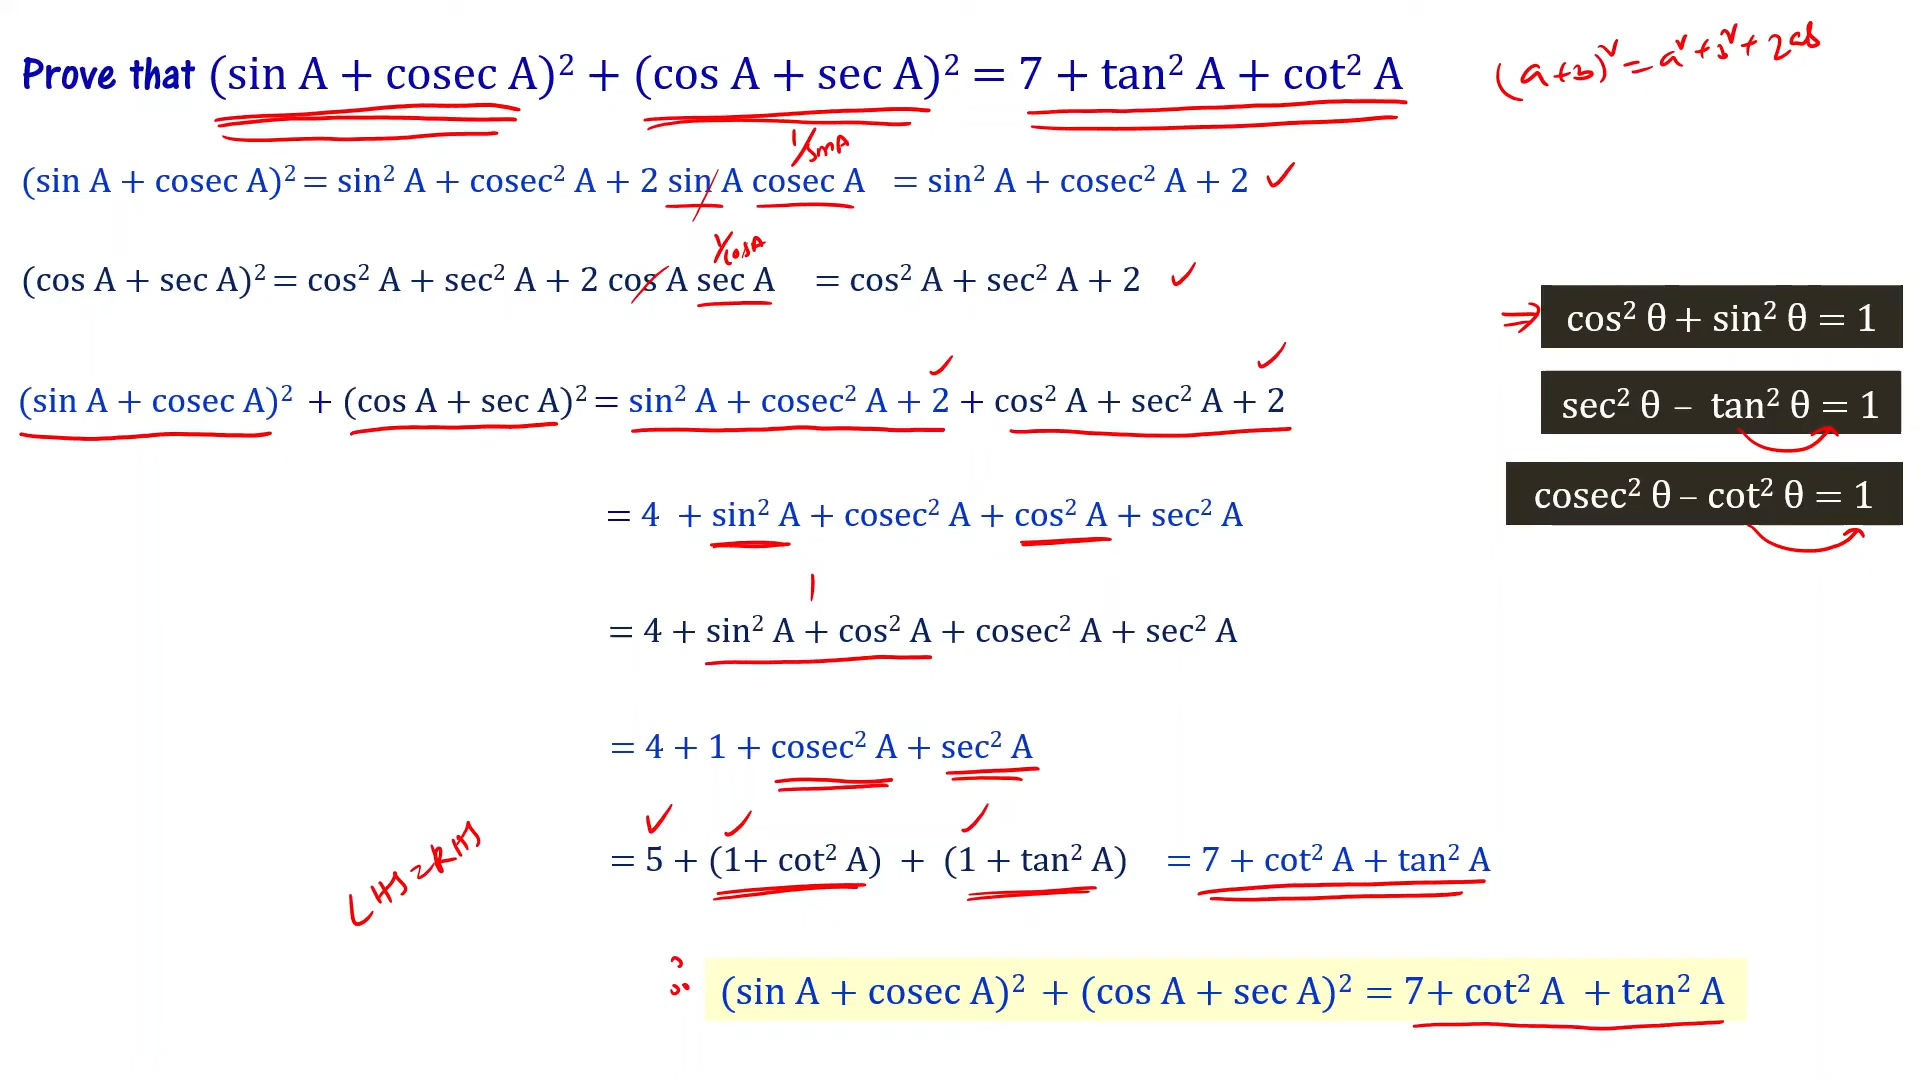 Prove that (sin A + cosec A)² + (cos A + sec A)² = 7 + tan² A + cot² A
(a+b)² = a² + b² + 2ab
1/sinA
(sin A + cosec A)² = sin² A + cosec² A + 2 sin A cosec A = sin² A + cosec² A + 2 ✓
1/cosA
(cos A + sec A)² = cos² A + sec² A + 2 cos A sec A = cos² A + sec² A + 2 ✓
⇒ cos² θ + sin² θ = 1
(sin A + cosec A)² + (cos A + sec A)² = sin² A + cosec² A + 2 + cos² A + sec² A + 2
sec² θ – tan² θ = 1
cosec² θ – cot² θ = 1
= 4 + sin² A + cosec² A + cos² A + sec² A
1
= 4 + sin² A + cos² A + cosec² A + sec² A
= 4 + 1 + cosec² A + sec² A
= 5 + (1+ cot² A) + (1 + tan² A) = 7 + cot² A + tan² A
LHS=RHS
∴ (sin A + cosec A)² + (cos A + sec A)² = 7+ cot² A + tan² A